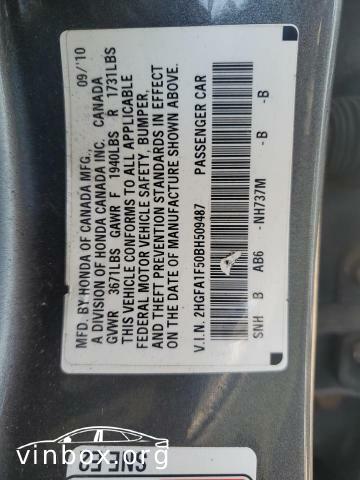 MFD. BY HONDA OF CANADA MFG., 09/'10
A DIVISION OF HONDA CANADA INC. CANADA
GVWR 3671LBS GAWR F 1940LBS R 1731LBS
THIS VEHICLE CONFORMS TO ALL APPLICABLE
FEDERAL MOTOR VEHICLE SAFETY, BUMPER,
AND THEFT PREVENTION STANDARDS IN EFFECT
ON THE DATE OF MANUFACTURE SHOWN ABOVE.
V.I.N. 2HGFA1F50BH509487 PASSENGER CAR
SNH B AB6 -NH737M -B -B
vinbox.org